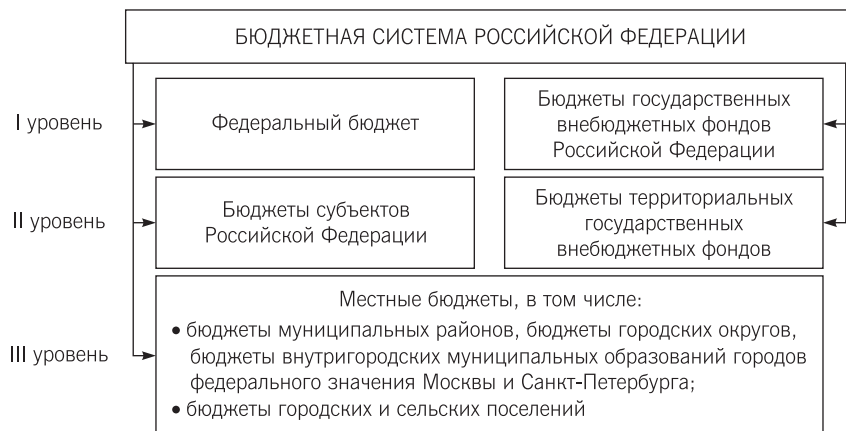 БЮДЖЕТНАЯ СИСТЕМА РОССИЙСКОЙ ФЕДЕРАЦИИ
I уровень
Федеральный бюджет
Бюджеты государственных
внебюджетных фондов
Российской Федерации
II уровень
Бюджеты субъектов
Российской Федерации
Бюджеты территориальных
государственных
внебюджетных фондов
III уровень
Местные бюджеты, в том числе:
• бюджеты муниципальных районов, бюджеты городских округов,
бюджеты внутригородских муниципальных образований городов
федерального значения Москвы и Санкт-Петербурга;
• бюджеты городских и сельских поселений